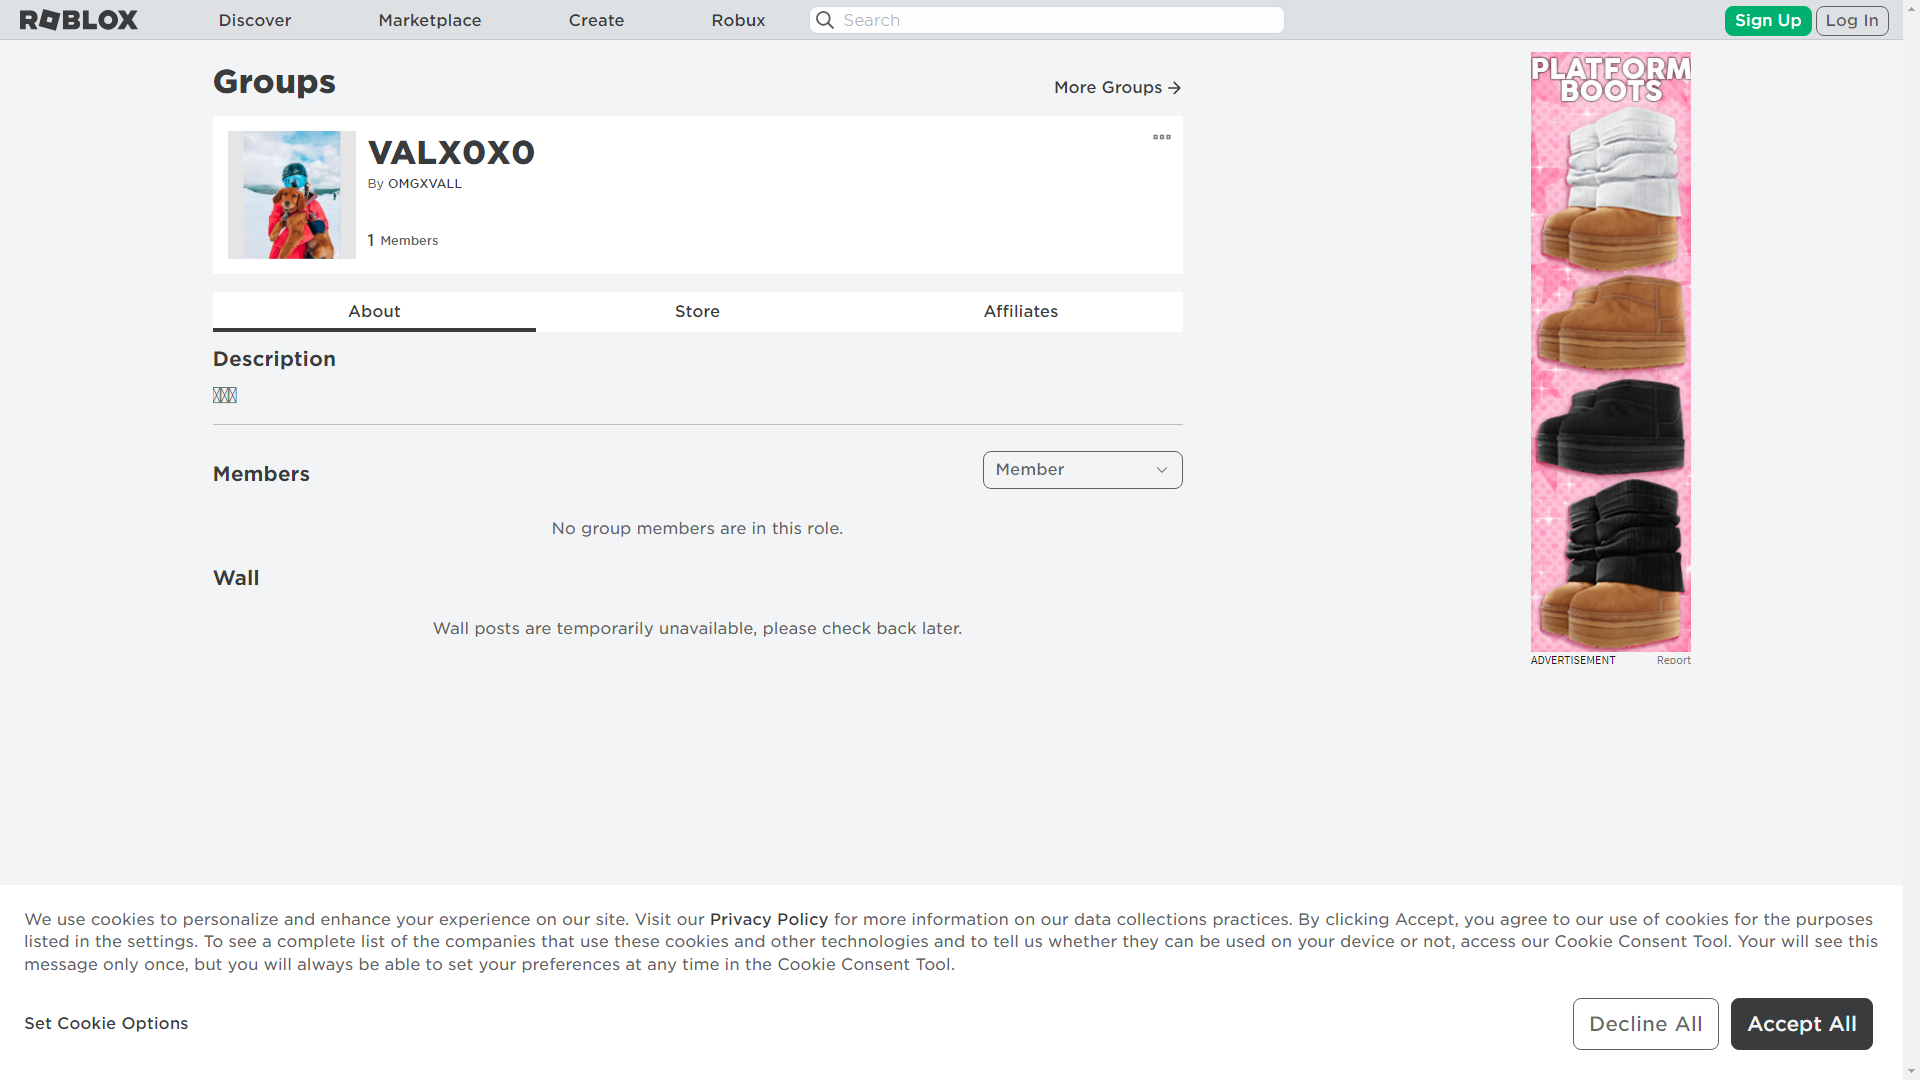 ROBLOX
Discover
Marketplace
Create
Robux
Search
Sign Up
Log In
Groups
More Groups
VALX0X0
By OMGXVALL
1 Members
About
Store
Affiliates
Description
Members
Member
No group members are in this role.
Wall
Wall posts are temporarily unavailable, please check back later.
PLATFORM
BOOTS
ADVERTISEMENT
Report
We use cookies to personalize and enhance your experience on our site. Visit our Privacy Policy for more information on our data collections practices. By clicking Accept, you agree to our use of cookies for the purposes
listed in the settings. To see a complete list of the companies that use these cookies and other technologies and to tell us whether they can be used on your device or not, access our Cookie Consent Tool. Your will see this
message only once, but you will always be able to set your preferences at any time in the Cookie Consent Tool.
Set Cookie Options
Decline All
Accept All